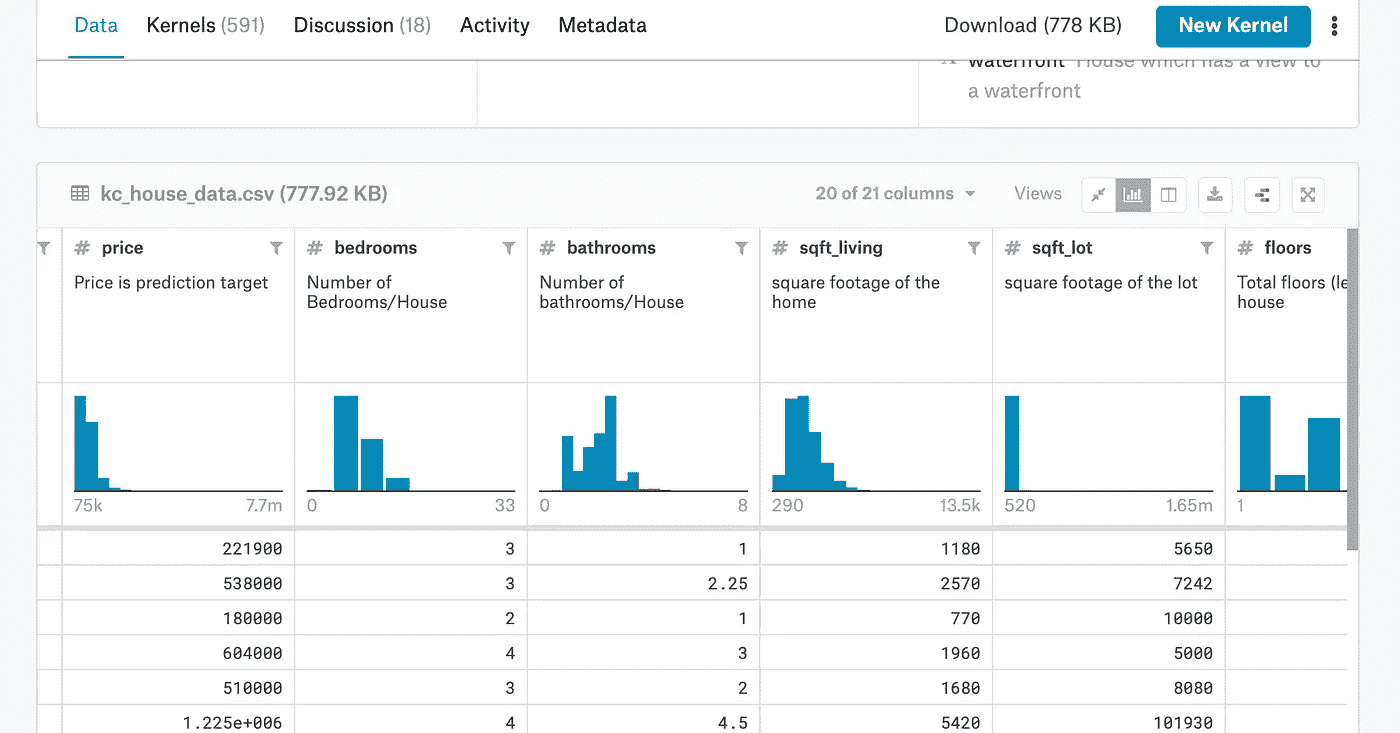 Data Kernels (591) Discussion (18) Activity Metadata Download (778 KB) New Kernel
waterfront House which has a view to
a waterfront
kc_house_data.csv (777.92 KB) 20 of 21 columns Views
# price # bedrooms # bathrooms # sqft_living # sqft_lot # floors
Price is prediction target Number of Number of square footage of the square footage of the lot Total floors (le
Bedrooms/House bathrooms/House home house
75k 7.7m 0 33 0 8 290 13.5k 520 1.65m 1
221900 3 1 1180 5650
538000 3 2.25 2570 7242
180000 2 1 770 10000
604000 4 3 1960 5000
510000 3 2 1680 8080
1.225e+006 4 4.5 5420 101930